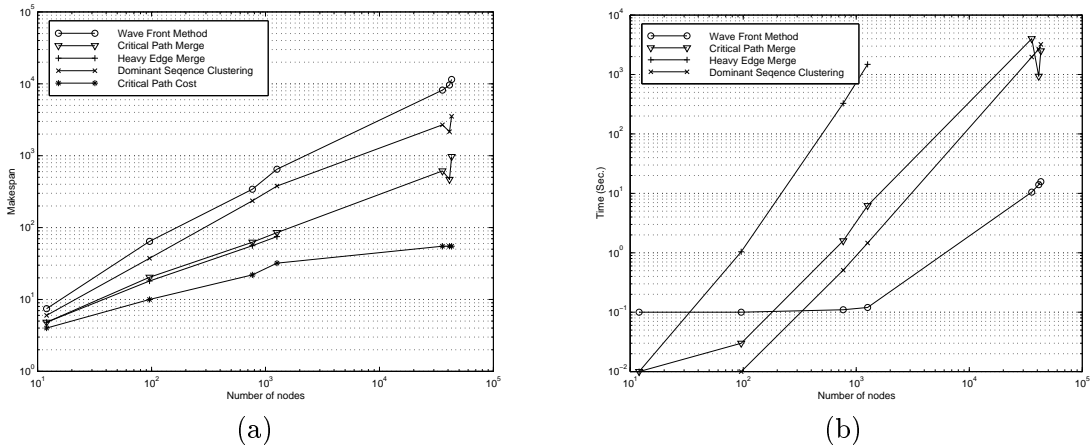 10^5
10^4
10^3
10^2
10^1
10^0
Makespan
Wave Front Method
Critical Path Merge
Heavy Edge Merge
Dominant Seqence Clustering
Critical Path Cost
10^1
10^2
10^3
10^4
10^5
Number of nodes
(a)
10^4
10^3
10^2
10^1
10^0
10^-1
10^-2
Time (Sec.)
Wave Front Method
Critical Path Merge
Heavy Edge Merge
Dominant Seqence Clustering
10^1
10^2
10^3
10^4
10^5
Number of nodes
(b)